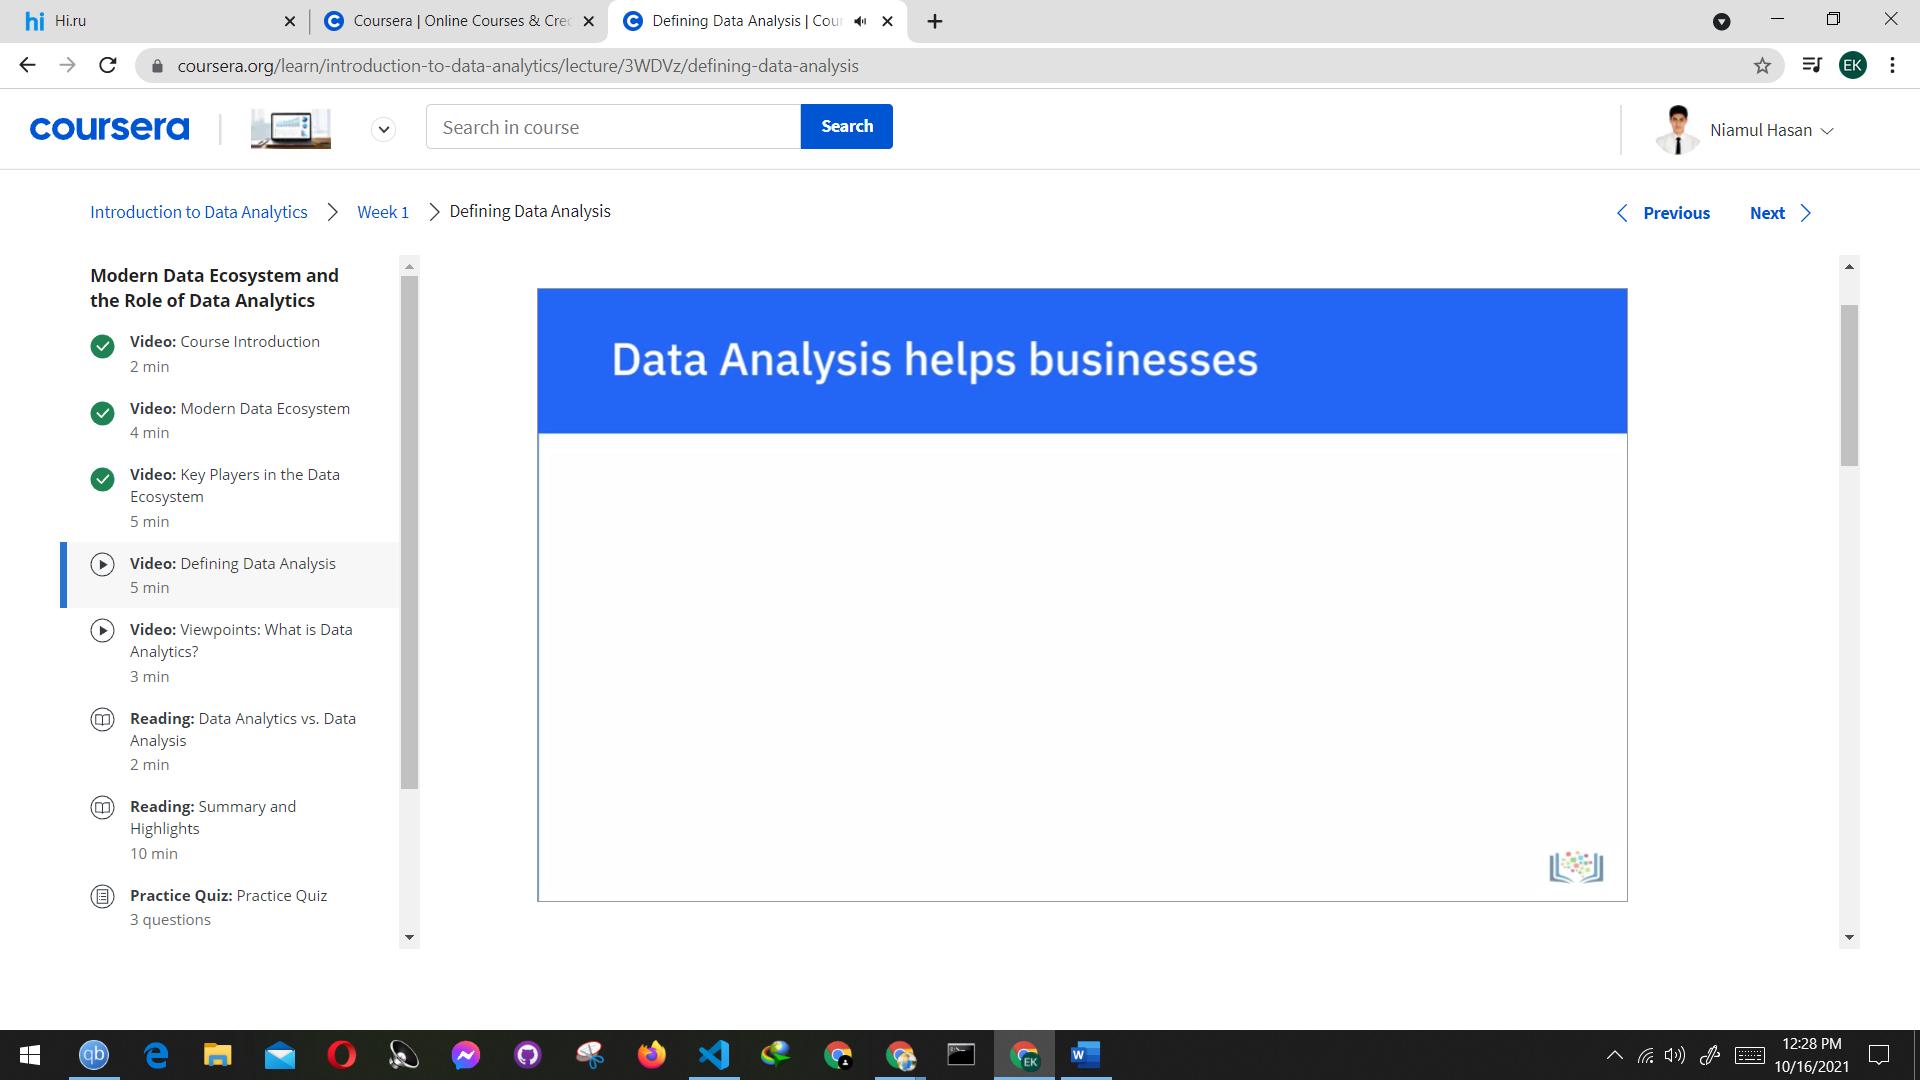 Hi.ru
Coursera | Online Courses & Cre
Defining Data Analysis | Cou
coursera.org/learn/introduction-to-data-analytics/lecture/3WDVz/defining-data-analysis
EK
coursera
Search in course
Search
Niamul Hasan
Introduction to Data Analytics
Week 1
Defining Data Analysis
Previous
Next
Modern Data Ecosystem and
the Role of Data Analytics
Video: Course Introduction
2 min
Video: Modern Data Ecosystem
4 min
Video: Key Players in the Data
Ecosystem
5 min
Video: Defining Data Analysis
5 min
Video: Viewpoints: What is Data
Analytics?
3 min
Reading: Data Analytics vs. Data
Analysis
2 min
Reading: Summary and
Highlights
10 min
Practice Quiz: Practice Quiz
3 questions
Data Analysis helps businesses
12:28 PM
10/16/2021